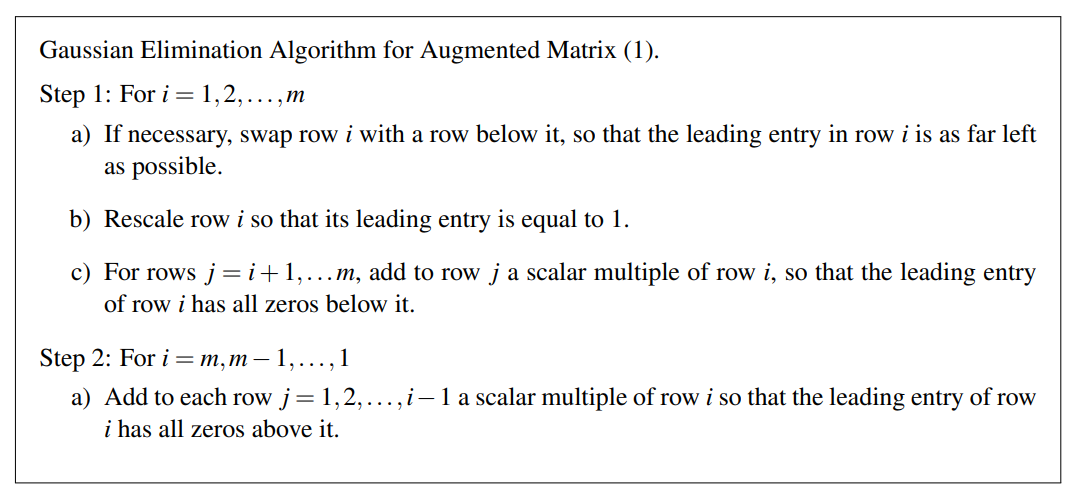 Gaussian Elimination Algorithm for Augmented Matrix (1).
Step 1: For i = 1,2,...,m
a) If necessary, swap row i with a row below it, so that the leading entry in row i is as far left
as possible.
b) Rescale row i so that its leading entry is equal to 1.
c) For rows j = i+1,...m, add to row j a scalar multiple of row i, so that the leading entry
of row i has all zeros below it.
Step 2: For i = m,m−1,...,1
a) Add to each row j = 1,2,...,i−1 a scalar multiple of row i so that the leading entry of row
i has all zeros above it.